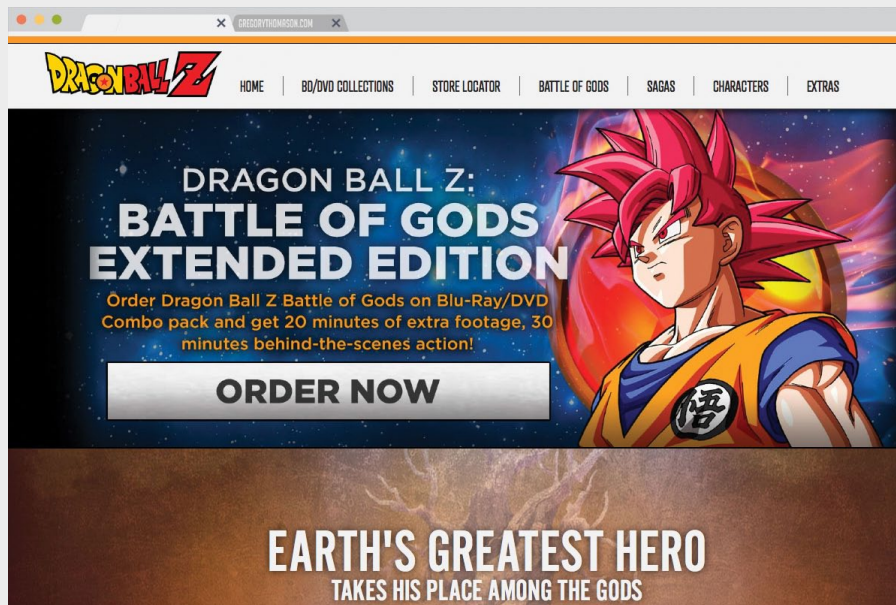 GREGORYTHOMASON.COM
DRAGONBALL Z
HOME BD/DVD COLLECTIONS STORE LOCATOR BATTLE OF GODS SAGAS CHARACTERS EXTRAS
DRAGON BALL Z:
BATTLE OF GODS
EXTENDED EDITION
Order Dragon Ball Z Battle of Gods on Blu-Ray/DVD
Combo pack and get 20 minutes of extra footage, 30
minutes behind-the-scenes action!
ORDER NOW
悟
EARTH'S GREATEST HERO
TAKES HIS PLACE AMONG THE GODS